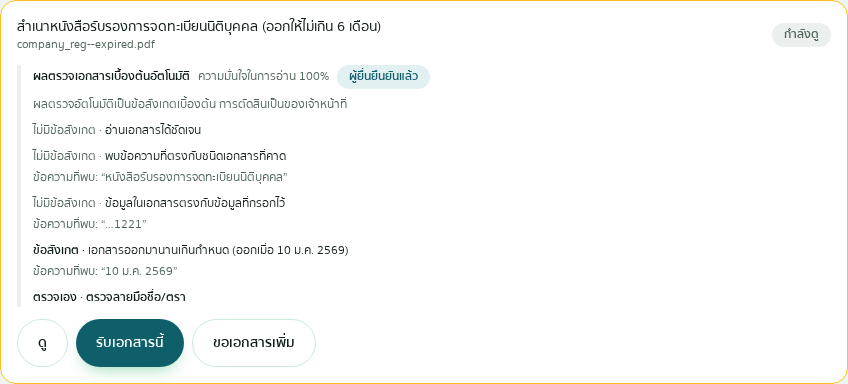 สำเนาหนังสือรับรองการจดทะเบียนนิติบุคคล (ออกให้ไม่เกิน 6 เดือน)
company_reg--expired.pdf
กำลังดู
ผลตรวจเอกสารเบื้องต้นอัตโนมัติ ความมั่นใจในการอ่าน 100% ผู้ยื่นยืนยันแล้ว
ผลตรวจอัตโนมัติเป็นข้อสังเกตเบื้องต้น การตัดสินเป็นของเจ้าหน้าที่
ไม่มีข้อสังเกต · อ่านเอกสารได้ชัดเจน
ไม่มีข้อสังเกต · พบข้อความที่ตรงกับชนิดเอกสารที่คาด
ข้อความที่พบ: “หนังสือรับรองการจดทะเบียนนิติบุคคล”
ไม่มีข้อสังเกต · ข้อมูลในเอกสารตรงกับข้อมูลที่กรอกไว้
ข้อความที่พบ: “...1221”
ข้อสังเกต · เอกสารออกมานานเกินกำหนด (ออกเมื่อ 10 ม.ค. 2569)
ข้อความที่พบ: “10 ม.ค. 2569”
ตรวจเอง · ตรวจลายมือชื่อ/ตรา
ดู รับเอกสารนี้ ขอเอกสารเพิ่ม